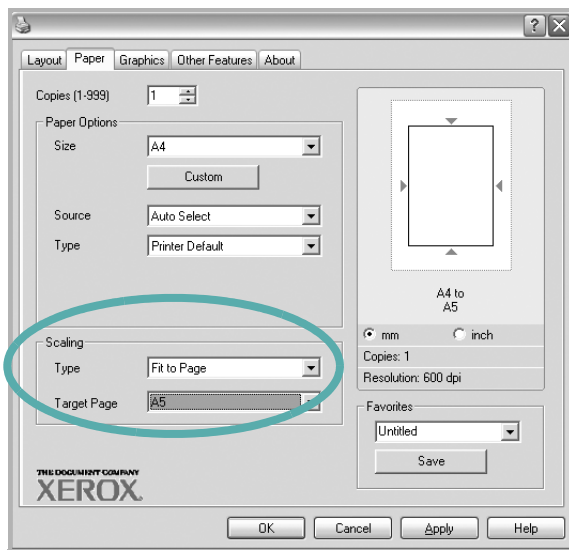 Layout Paper Graphics Other Features About
Copies (1-999) 1
Paper Options
Size A4
Custom
Source Auto Select
Type Printer Default
A4 to
A5
mm inch
Copies: 1
Resolution: 600 dpi
Scaling
Type Fit to Page
Target Page A5
Favorites
Untitled
Save
THE DOCUMENT COMPANY
XEROX.
OK Cancel Apply Help